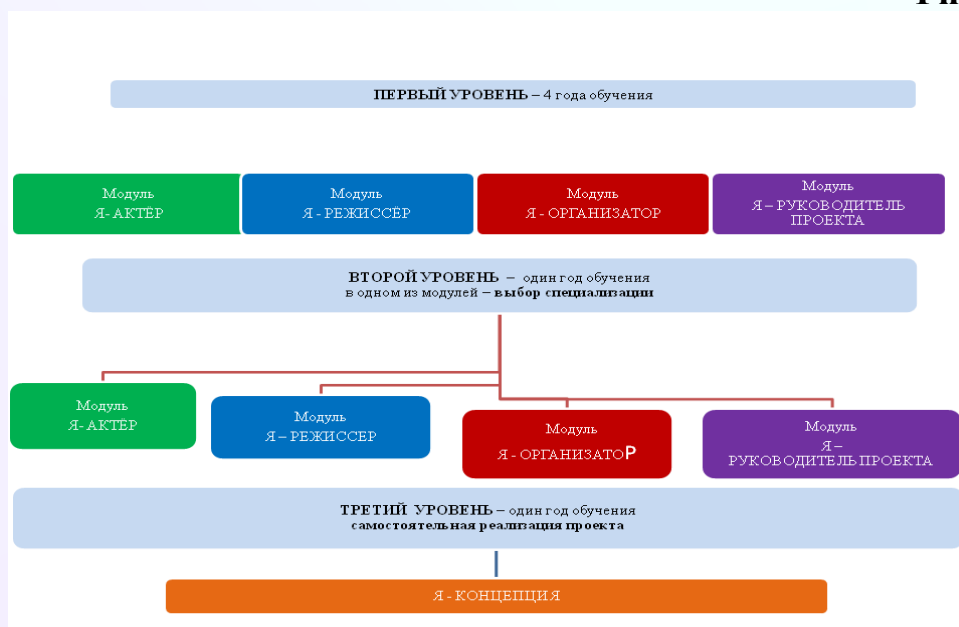 ПЕРВЫЙ УРОВЕНЬ – 4 года обучения
Модуль
Я- АКТЁР
Модуль
Я - РЕЖИССЁР
Модуль
Я - ОРГАНИЗАТОР
Модуль
Я – РУКОВОДИТЕЛЬ
ПРОЕКТА
ВТОРОЙ УРОВЕНЬ – один год обучения
в одном из модулей – выбор специализации
Модуль
Я- АКТЁР
Модуль
Я – РЕЖИССЕР
Модуль
Я - ОРГАНИЗАТОР
Модуль
Я –
РУКОВОДИТЕЛЬ ПРОЕКТА
ТРЕТИЙ УРОВЕНЬ – один год обучения
самостоятельная реализация проекта
Я - КОНЦЕПЦИЯ